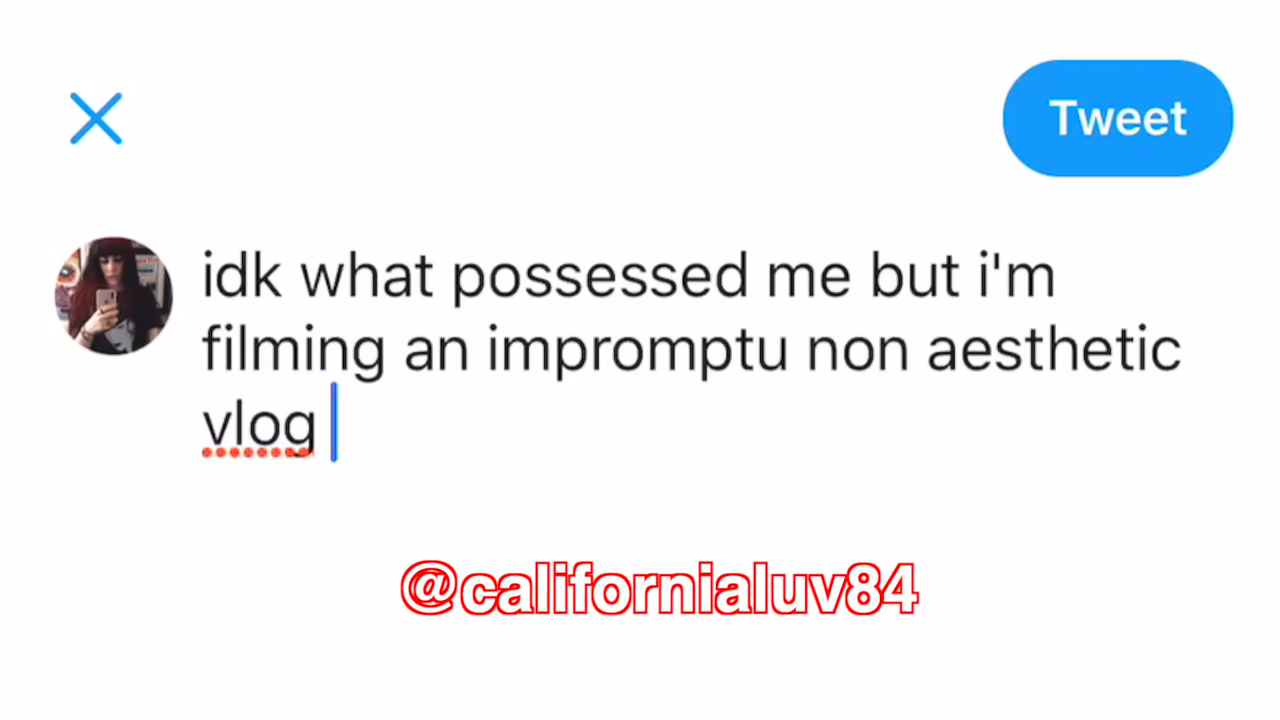 Tweet
idk what possessed me but i'm
filming an impromptu non aesthetic
vlog
@californialuv84